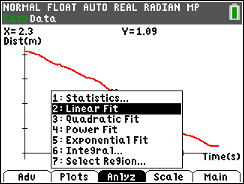 NORMAL FLOAT AUTO REAL RADIAN MP
EasyData
X=2.3 Y=1.09
Dist(m)
1: Statistics...
2: Linear Fit
3: Quadratic Fit
4: Power Fit
5: Exponential Fit
6: Integral...
7: Select Region...
Time(s)
Adv Plots Anlyz Scale Main